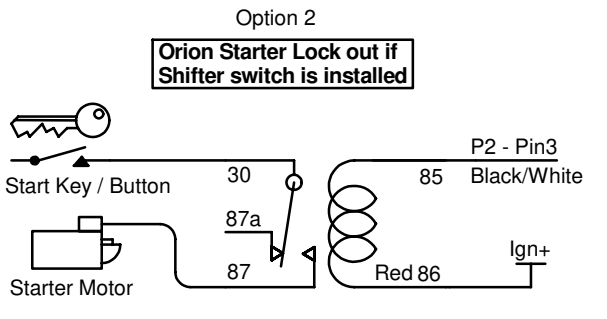 Option 2
Orion Starter Lock out if
Shifter switch is installed
P2 - Pin3
Start Key / Button
30
85
Black/White
87a
Ign+
87
Red 86
Starter Motor